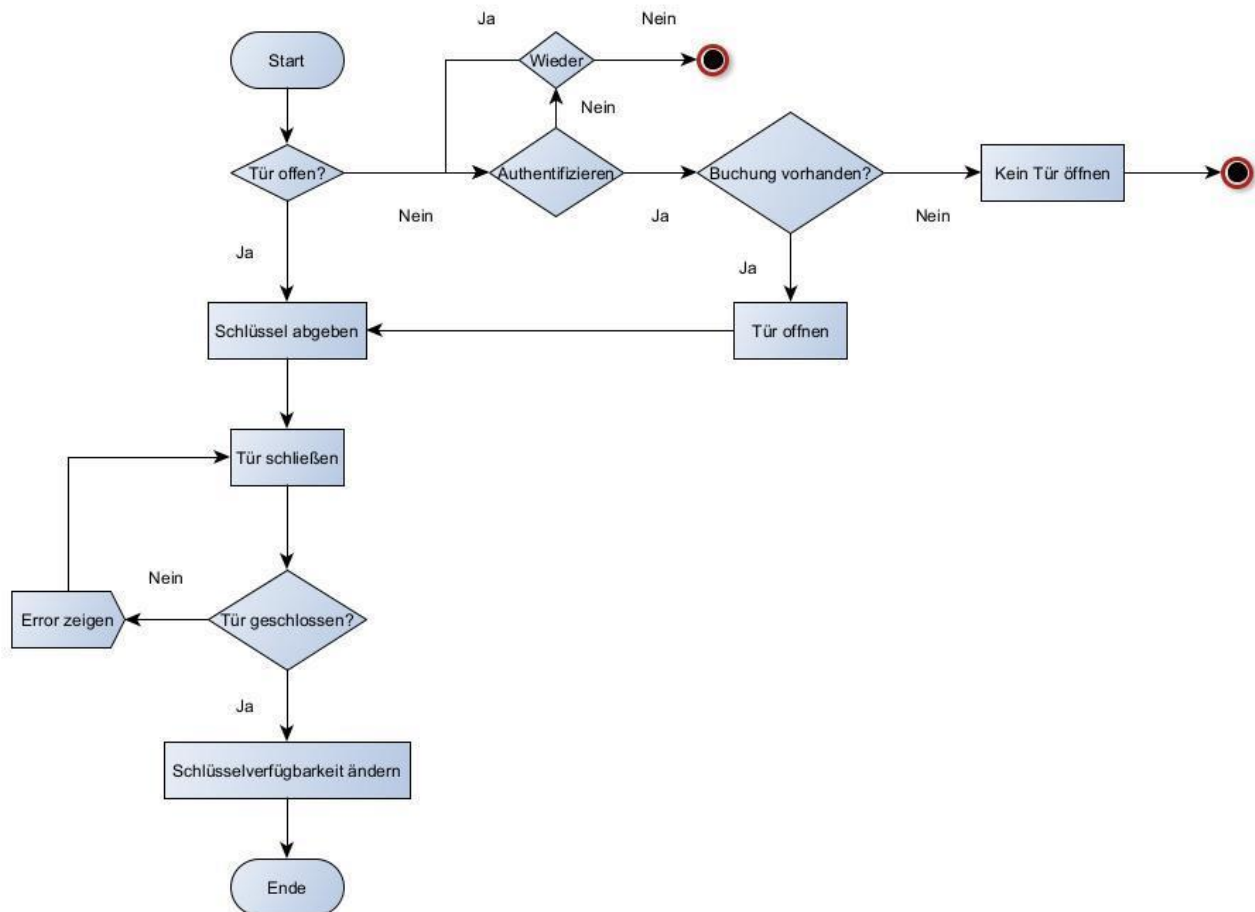 Ja
Nein
Start
Wieder
Nein
Tür offen?
Authentifizieren
Buchung vorhanden?
Kein Tür öffnen
Nein
Ja
Nein
Ja
Ja
Schlüssel abgeben
Tür offnen
Tür schließen
Nein
Error zeigen
Tür geschlossen?
Ja
Schlüsselverfügbarkeit ändern
Ende